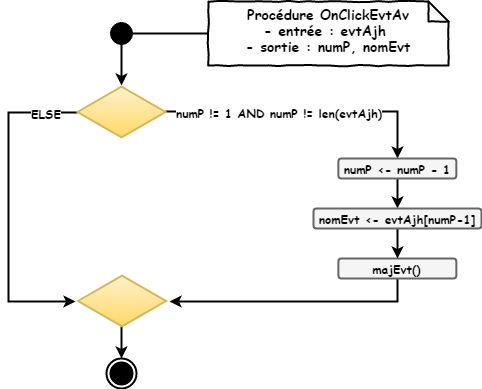 Procédure OnClickEvtAv
- entrée : evtAjh
- sortie : numP, nomEvt
ELSE
numP != 1 AND numP != len(evtAjh)
numP <- numP - 1
nomEvt <- evtAjh[numP-1]
majEvt()